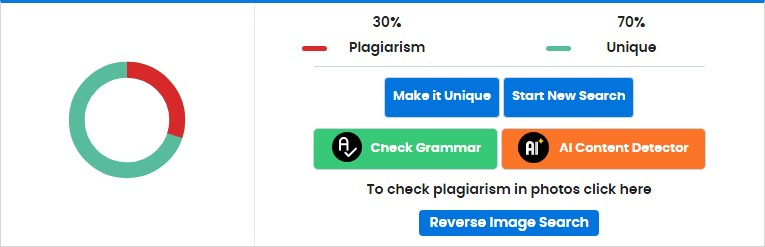 30% 70%
Plagiarism Unique
Make it Unique Start New Search
Check Grammar AI Content Detector
To check plagiarism in photos click here
Reverse Image Search